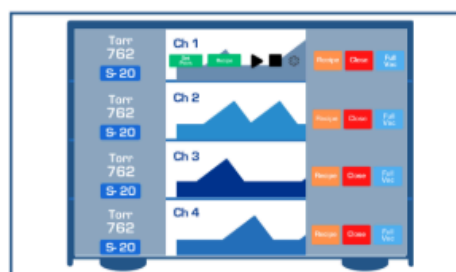 Torr
762
S-20
Ch 1
Recipe
Recipe
Close
Full
Vac
Torr
762
S-20
Ch 2
Recipe
Close
Full
Vac
Torr
762
S-20
Ch 3
Recipe
Close
Full
Vac
Torr
762
S-20
Ch 4
Recipe
Close
Full
Vac